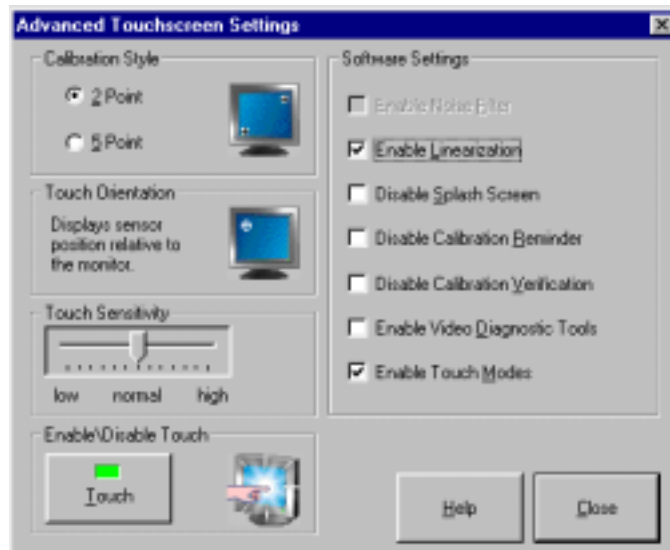 Advanced Touchscreen Settings
Calibration Style
2 Point
5 Point
Touch Orientation
Displays sensor
position relative to
the monitor.
Touch Sensitivity
low normal high
Enable\Disable Touch
Touch
Software Settings
Enable Noise Filter
Enable Linearization
Disable Splash Screen
Disable Calibration Reminder
Disable Calibration Verification
Enable Video Diagnostic Tools
Enable Touch Modes
Help Close